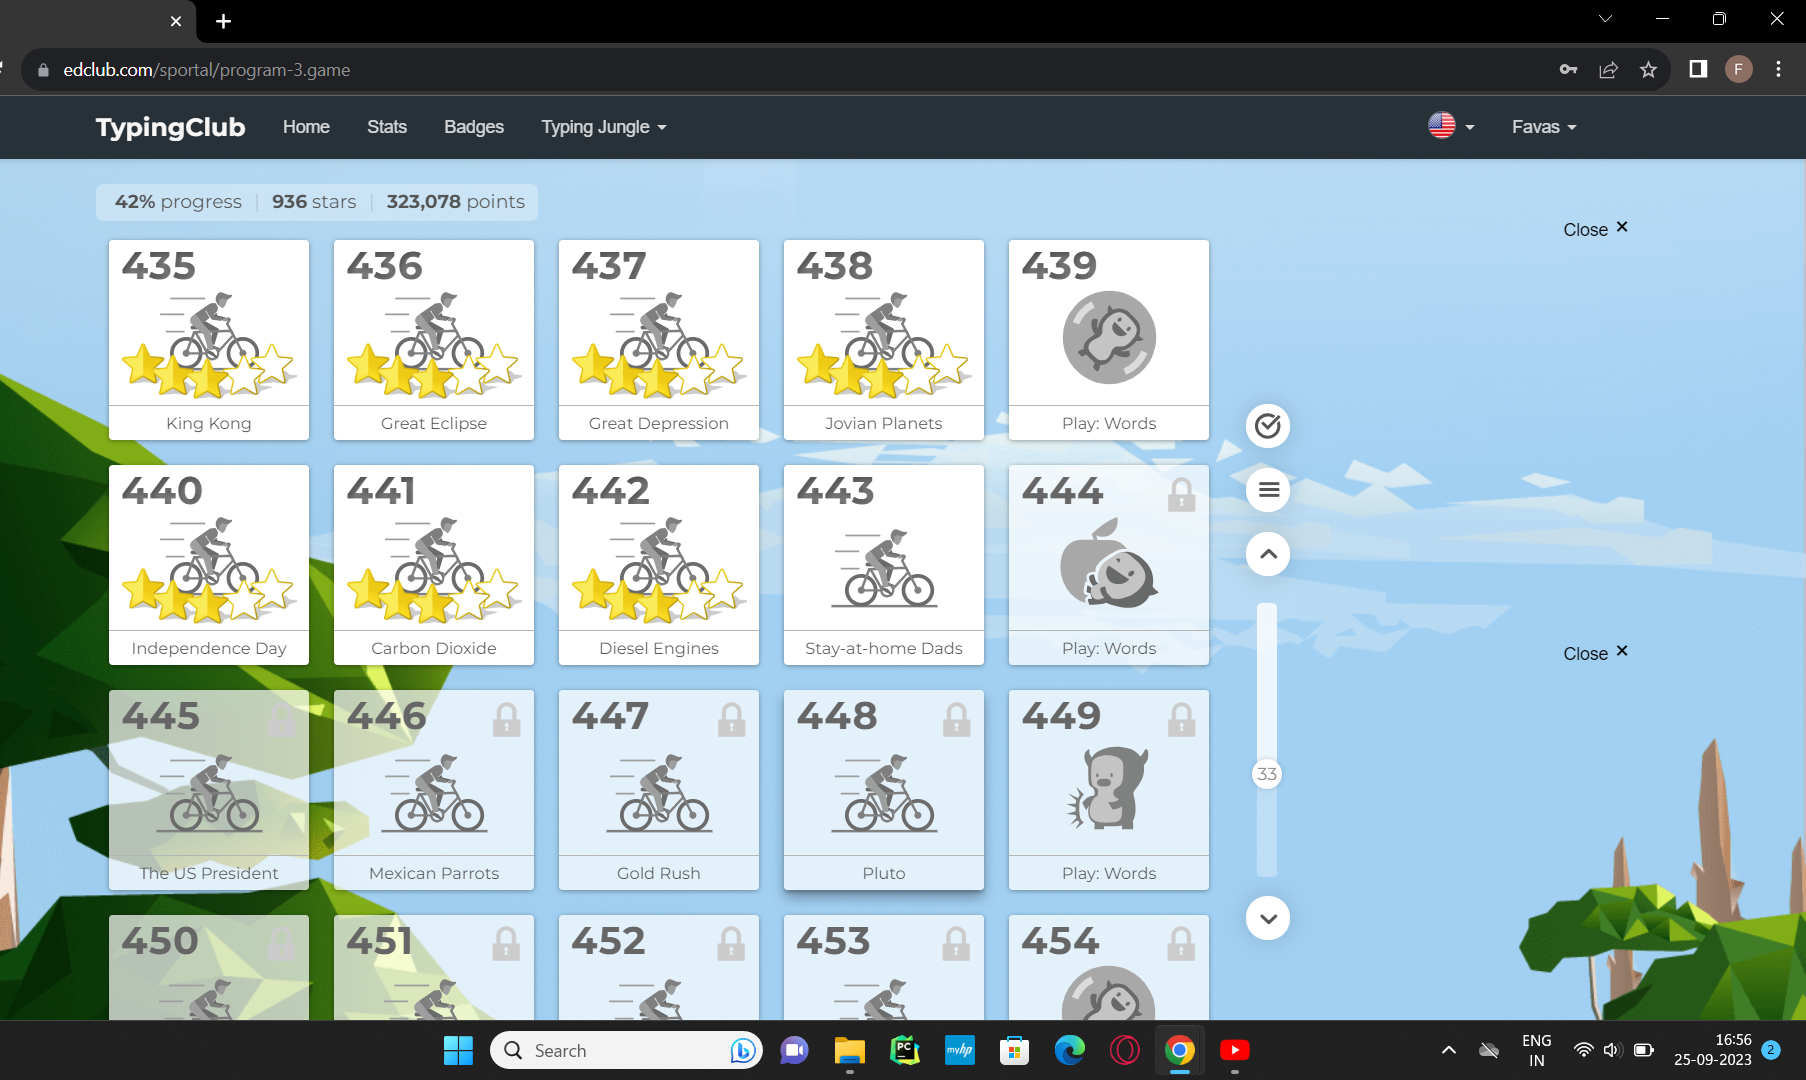 edclub.com/sportal/program-3.game
F
TypingClub Home Stats Badges Typing Jungle Favas
42% progress 936 stars 323,078 points
Close
435 436 437 438 439
King Kong Great Eclipse Great Depression Jovian Planets Play: Words
440 441 442 443 444
Independence Day Carbon Dioxide Diesel Engines Stay-at-home Dads Play: Words
Close
445 446 447 448 449
33
The US President Mexican Parrots Gold Rush Pluto Play: Words
450 451 452 453 454
Search
PC
myhp
ENG
IN
16:56
25-09-2023
2